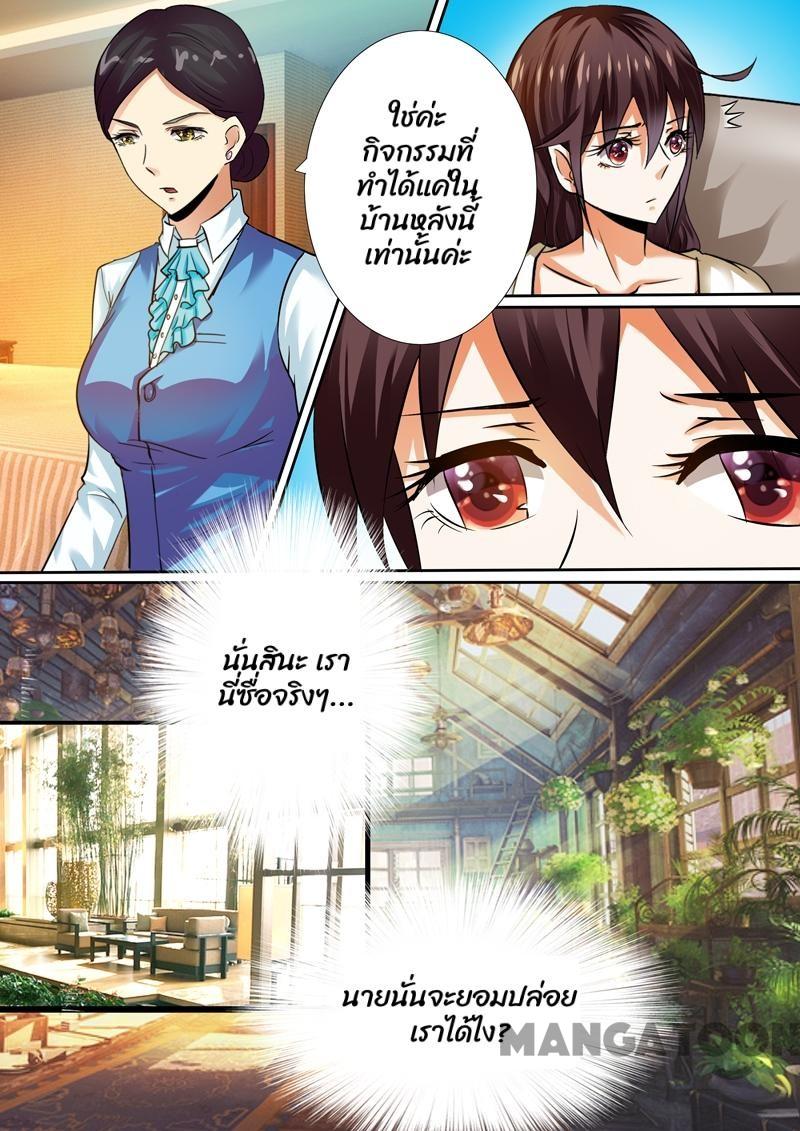 ใช่ค่ะ
กิจกรรมที่
ทำได้แค่ใน
บ้านหลังนี้
เท่านั้นค่ะ
นั่นสินะ เรา
นี่ซื่อจริงๆ...
นายนั่นจะยอมปล่อย
เราได้ไง?
MANGATOON